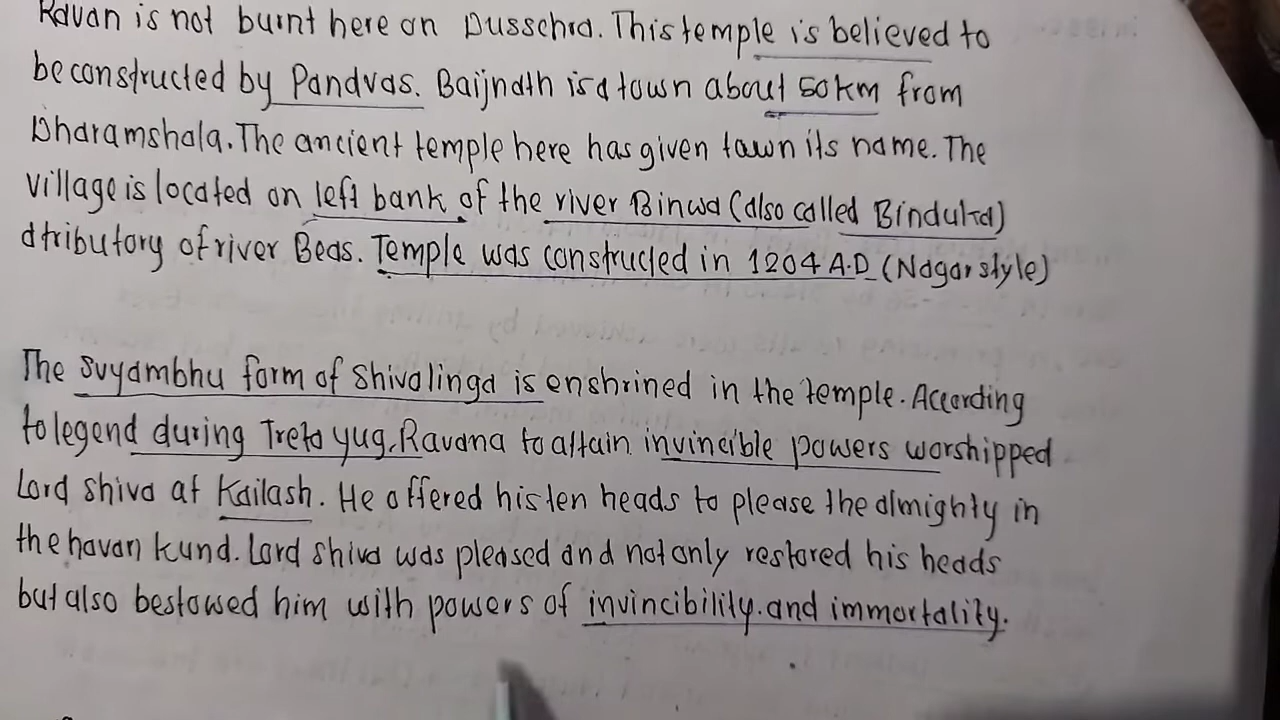 Ravan is not burnt here on Dussehra. This temple is believed to
be constructed by Pandvas. Baijnath is a town about 50km from
Dharamshala. The ancient temple here has given town its name. The
village is located on left bank of the river Binwa (also called Binduka)
a tributory of river Beas. Temple was constructed in 1204 A.D (Nagar style)
The Svyambhu form of Shivalinga is enshrined in the temple. According
to legend during Treta yug, Ravana to attain invincible powers worshipped
Lord Shiva at Kailash. He offered his ten heads to please the almighty in
the havan kund. Lord Shiva was pleased and not only restored his heads
but also bestowed him with powers of invincibility and immortality.